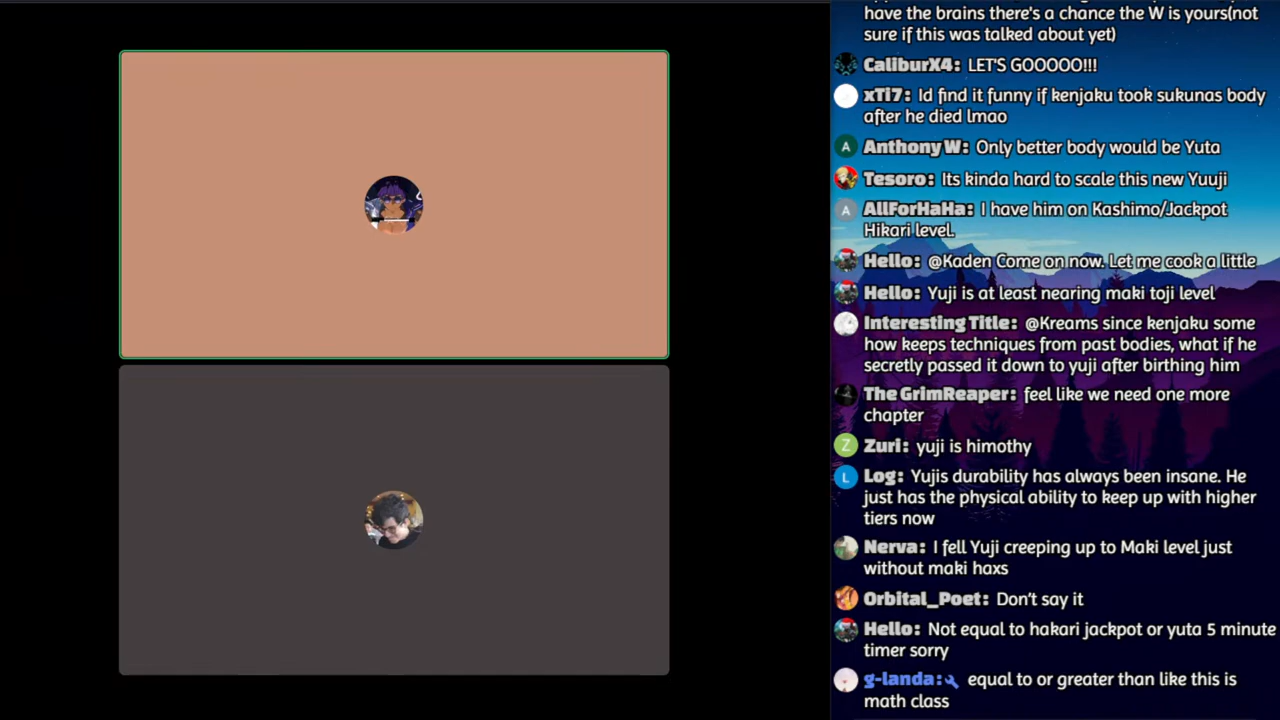 have the brains there's a chance the W is yours(not
sure if this was talked about yet)
CaliburX4: LET'S GOOOOO!!!
xTi7: Id find it funny if kenjaku took sukunas body
after he died lmao
A Anthony W: Only better body would be Yuta
Tesoro: Its kinda hard to scale this new Yuuji
A AllForHaHa: I have him on Kashimo/Jackpot
Hikari level.
Hello: @Kaden Come on now. Let me cook a little
Hello: Yuji is at least nearing maki toji level
Interesting Title: @Kreams since kenjaku some
how keeps techniques from past bodies, what if he
secretly passed it down to yuji after birthing him
The GrimReaper: feel like we need one more
chapter
Z Zuri: yuji is himothy
L Log: Yujis durability has always been insane. He
just has the physical ability to keep up with higher
tiers now
Nerva: I fell Yuji creeping up to Maki level just
without maki haxs
Orbital_Poet: Don't say it
Hello: Not equal to hakari jackpot or yuta 5 minute
timer sorry
g-landa: equal to or greater than like this is
math class